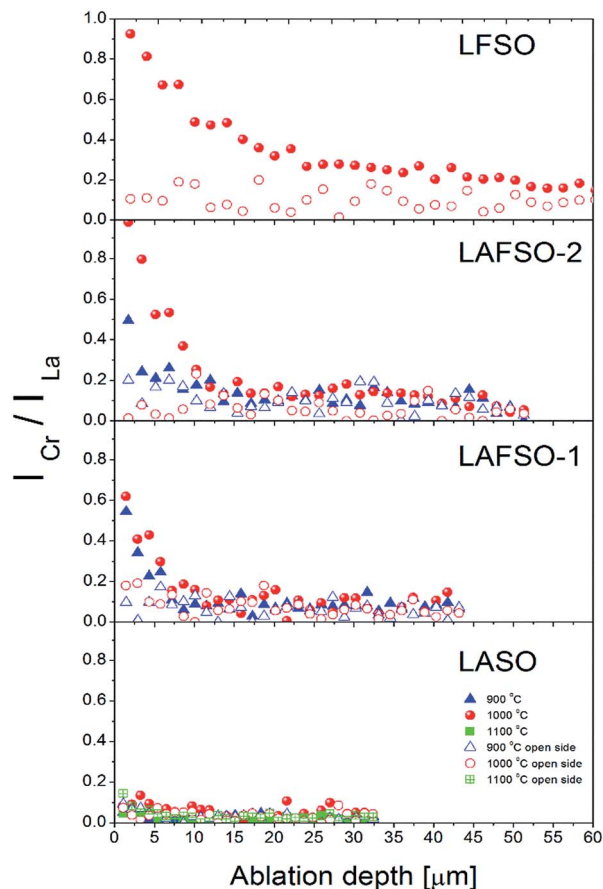 I_Cr / I_La
LFSO
1.0
0.8
0.6
0.4
0.2
0.0
LAFSO-2
0.8
0.6
0.4
0.2
0.0
LAFSO-1
0.8
0.6
0.4
0.2
0.0
LASO
0.8
0.6
0.4
0.2
0.0
900 °C
1000 °C
1100 °C
900 °C open side
1000 °C open side
1100 °C open side
0 5 10 15 20 25 30 35 40 45 50 55 60
Ablation depth [μm]